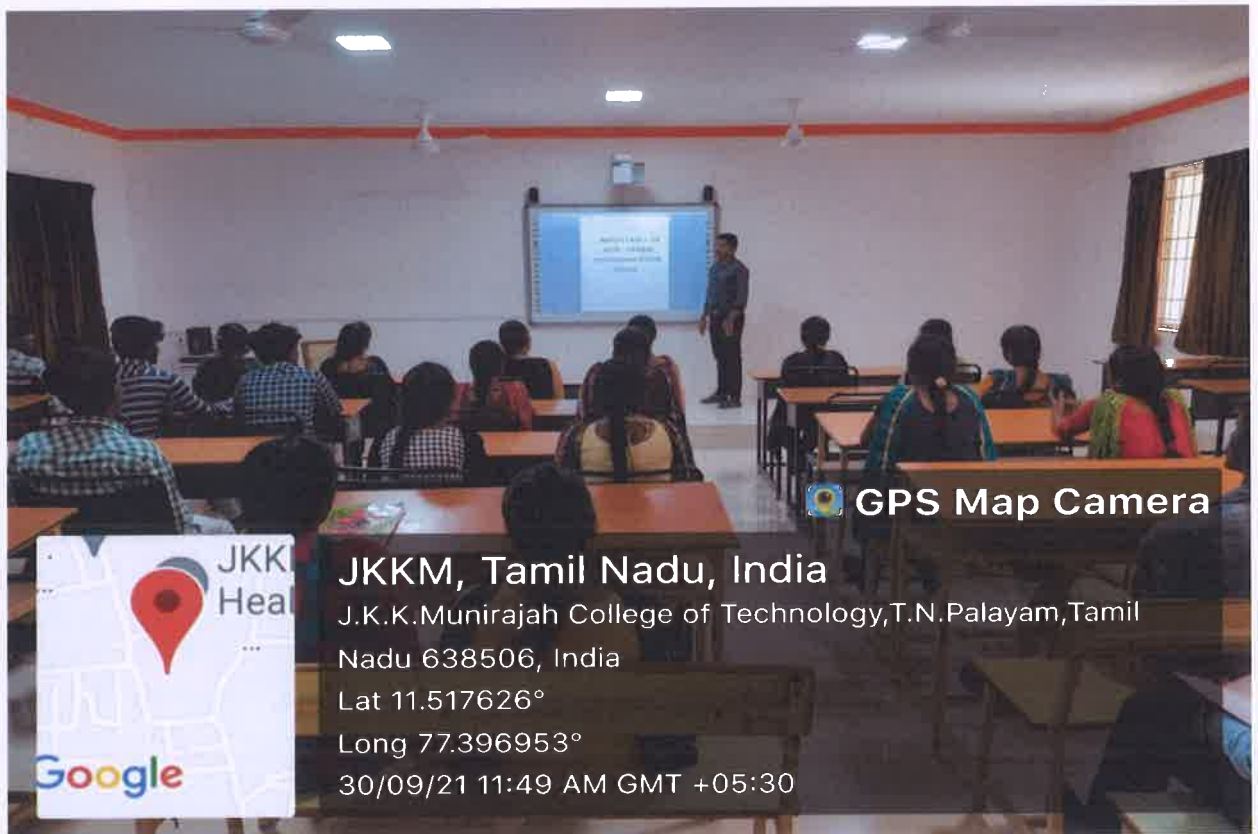 GPS Map Camera
JKKM, Tamil Nadu, India
J.K.K.Munirajah College of Technology,T.N.Palayam,Tamil
Nadu 638506, India
Lat 11.517626°
Long 77.396953°
30/09/21 11:49 AM GMT +05:30
JKK
Heal
Google